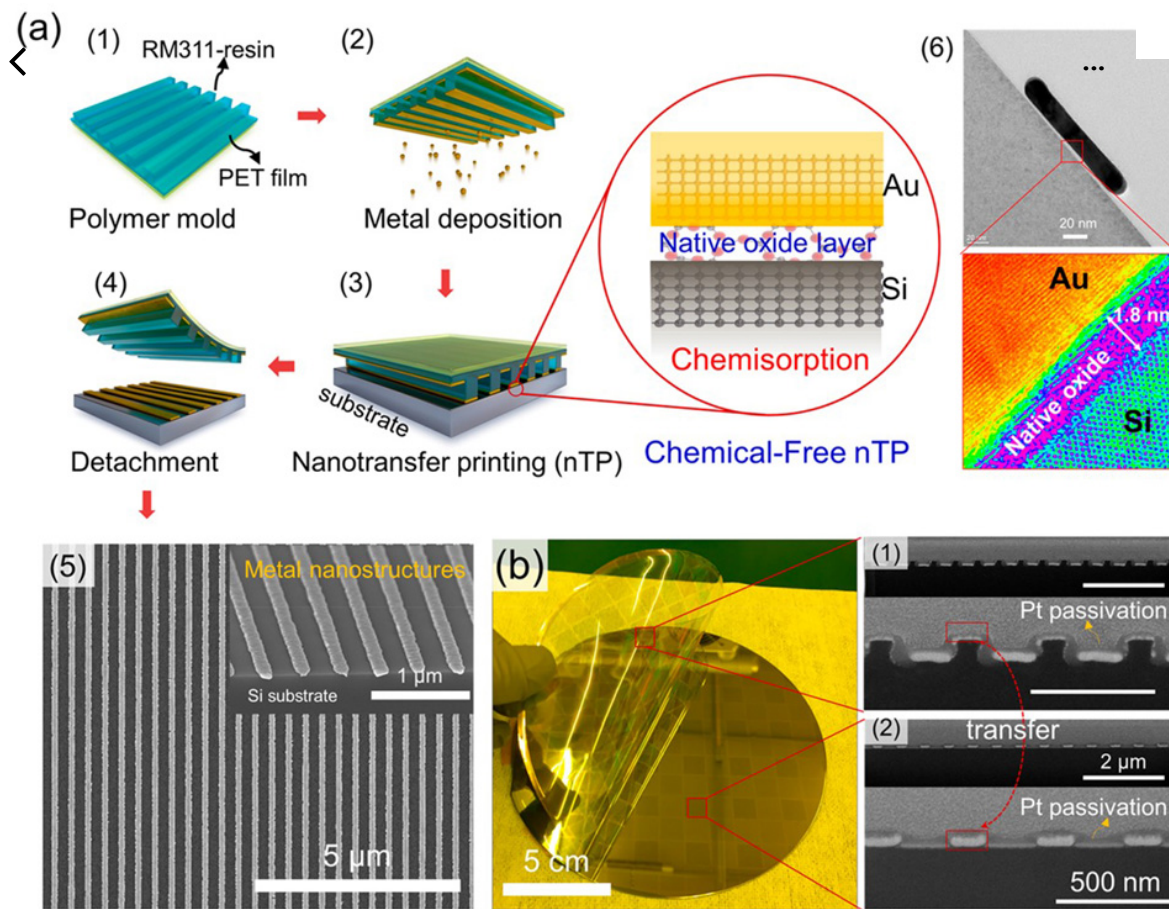 (a)
(1)
RM311-resin
PET film
Polymer mold
(2)
Metal deposition
(3)
substrate
Nanotransfer printing (nTP)
(4)
Detachment
Au
Native oxide layer
Si
Chemisorption
Chemical-Free nTP
(6)
...
20 nm
20 nm
Au
1.8 nm
Native oxide
Si
(5)
Metal nanostructures
1 μm
Si substrate
5 μm
(b)
5 cm
(1)
Pt passivation
(2)
transfer
2 μm
Pt passivation
500 nm